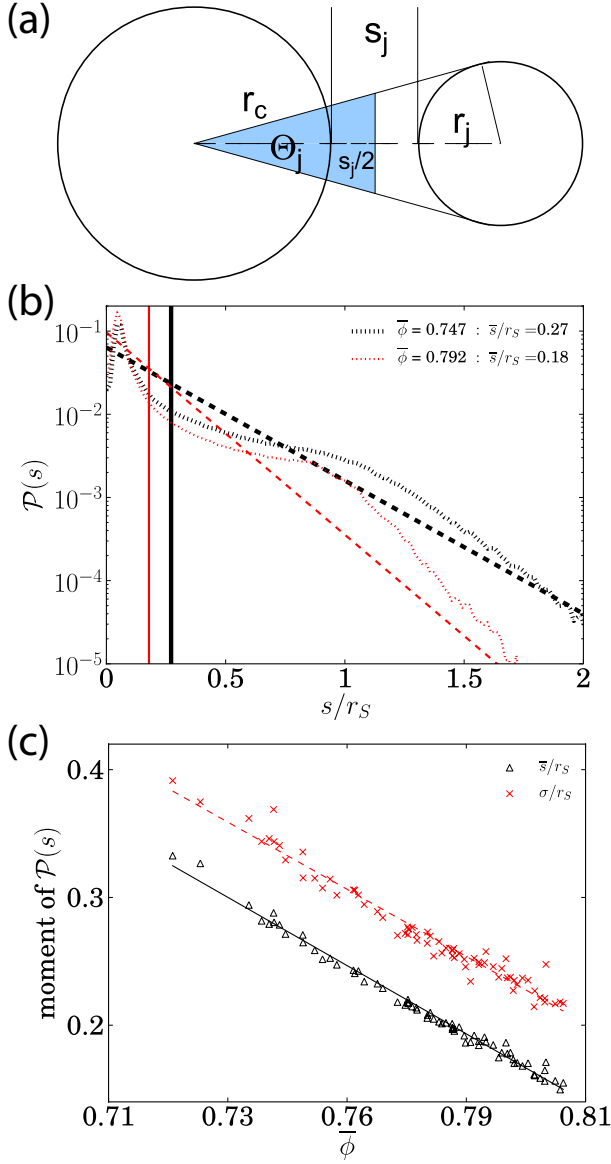 (a)
s_j
r_c
r_j
Θ_j
s_j/2
(b)
ϕ̅ = 0.747 : s̅/r_S = 0.27
ϕ̅ = 0.792 : s̅/r_S = 0.18
10⁻¹
10⁻²
10⁻³
10⁻⁴
10⁻⁵
𝒫(s)
0 0.5 1 1.5 2
s/r_S
(c)
s̅/r_S
σ/r_S
0.4
0.3
0.2
moment of 𝒫(s)
0.71 0.73 0.76 0.79 0.81
ϕ̅